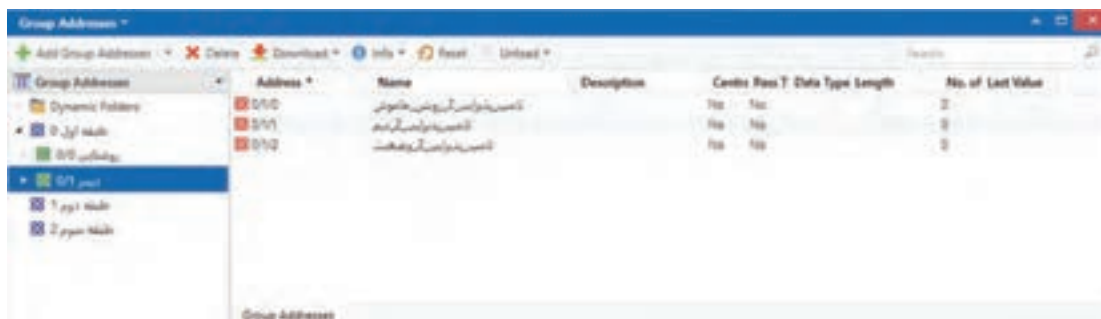 Group Addresses
Add Group Addresses Delete Download Info Reset Unload Search
Group Addresses Address Name Description Centra Pass T Data Type Length No. of Last Value
Dynamic Folders
0 طبقه اول
0/0 روشنایی
0/1 دیمر
1 طبقه دوم
2 طبقه سوم
0/1/0 No No 0
0/1/1 No No 0
0/1/2 No No 0
Group Addresses